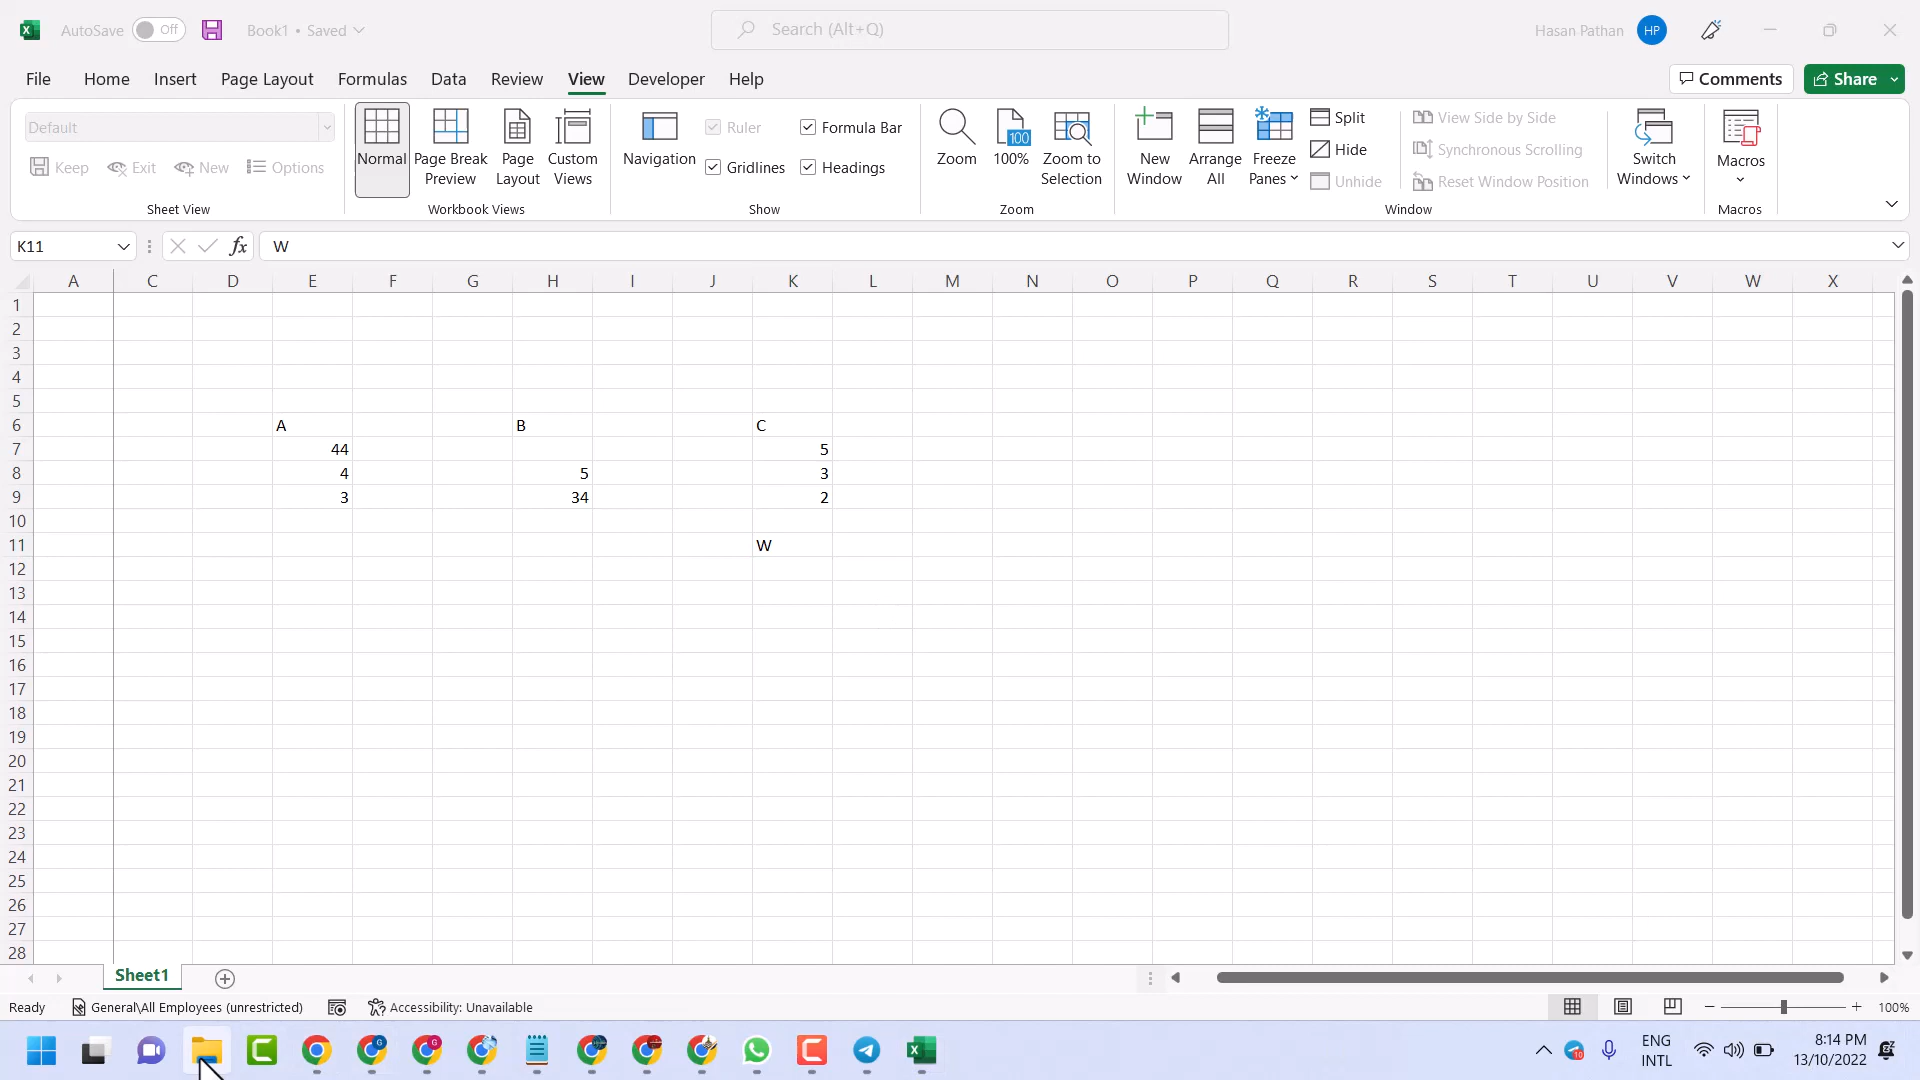 AutoSave Off Book1 • Saved Search (Alt+Q) Hasan Pathan HP
File Home Insert Page Layout Formulas Data Review View Developer Help Comments Share
Default
Keep Exit New Options
Sheet View
Normal
Page Break Preview
Page Layout
Custom Views
Workbook Views
Navigation
Ruler Formula Bar
Gridlines Headings
Show
Zoom
100
100%
Zoom to Selection
Zoom
New Window
Arrange All
Freeze Panes
Split
Hide
Unhide
View Side by Side
Synchronous Scrolling
Reset Window Position
Window
Switch Windows
Macros
Macros
K11 fx W
A C D E F G H I J K L M N O P Q R S T U V W X
1
2
3
4
5
6 A B C
7 44 5
8 4 5 3
9 3 34 2
10
11 W
12
13
14
15
16
17
18
19
20
21
22
23
24
25
26
27
28
Sheet1
Ready General\All Employees (unrestricted) Accessibility: Unavailable 100%
ENG 8:14 PM
INTL 13/10/2022